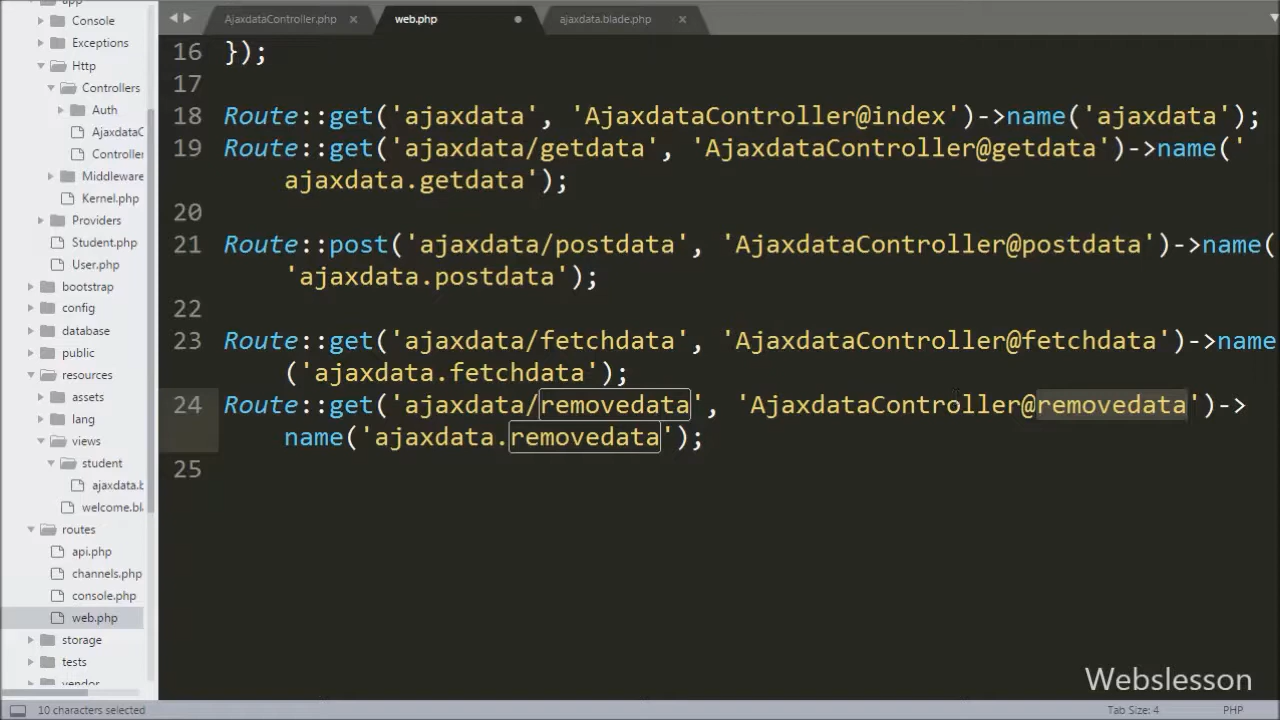 AjaxdataController.php
web.php
ajaxdata.blade.php
app
Console
Exceptions
Http
Controllers
Auth
AjaxdataC
Controller
Middleware
Kernel.php
Providers
Student.php
User.php
bootstrap
config
database
public
resources
assets
lang
views
student
ajaxdata.b
welcome.bl
routes
api.php
channels.php
console.php
web.php
storage
tests
vendor
16 });
17
18 Route::get('ajaxdata', 'AjaxdataController@index')->name('ajaxdata');
19 Route::get('ajaxdata/getdata', 'AjaxdataController@getdata')->name('
ajaxdata.getdata');
20
21 Route::post('ajaxdata/postdata', 'AjaxdataController@postdata')->name(
'ajaxdata.postdata');
22
23 Route::get('ajaxdata/fetchdata', 'AjaxdataController@fetchdata')->name
('ajaxdata.fetchdata');
24 Route::get('ajaxdata/removedata', 'AjaxdataController@removedata')->
name('ajaxdata.removedata');
25
Webslesson
10 characters selected
Tab Size: 4
PHP